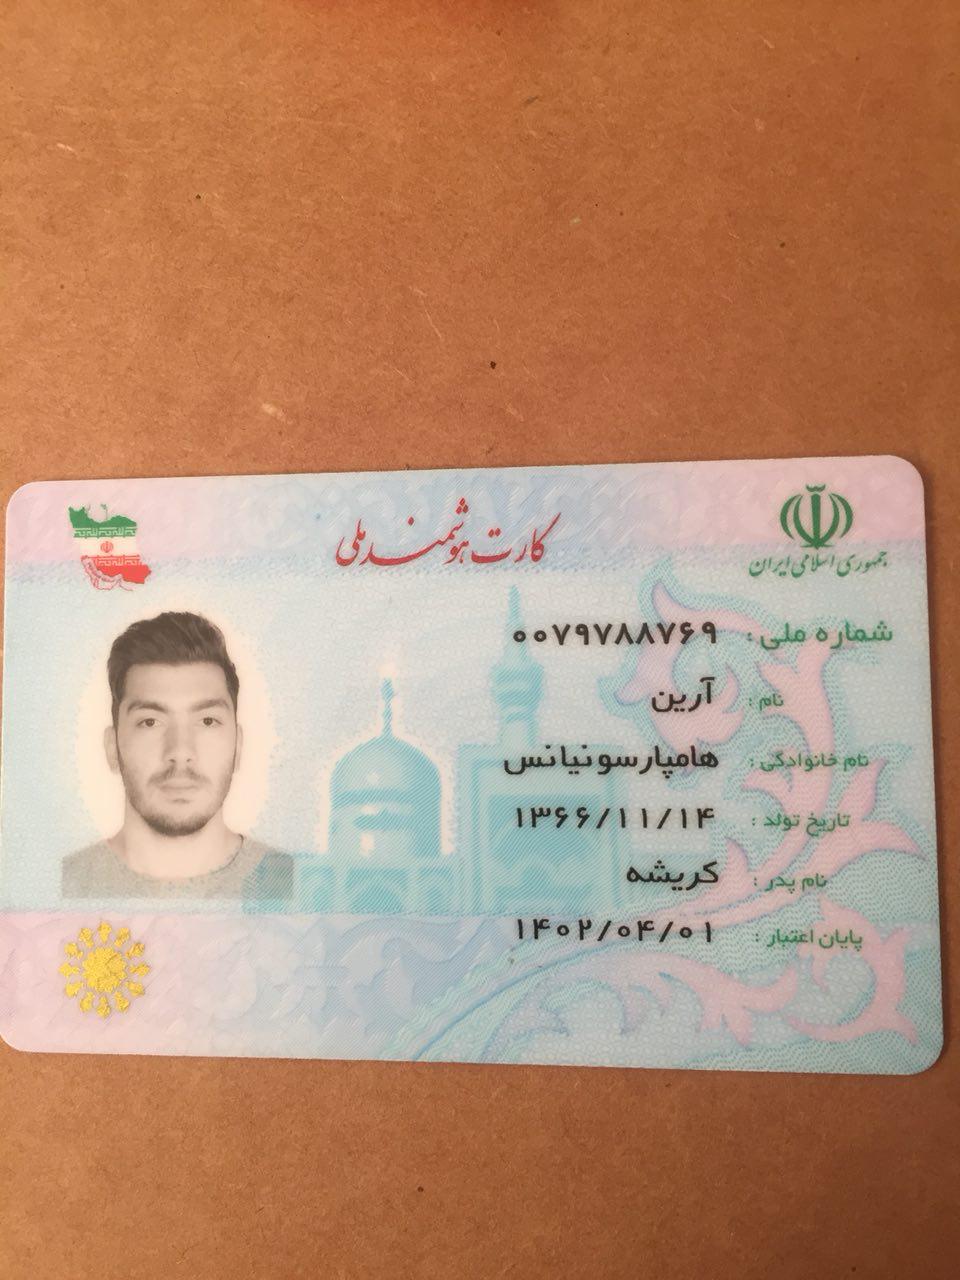 کارت هوشمند ملی
جمهوری اسلامی ایران
شماره ملی : ۰۰۷۹۷۸۸۷۶۹
نام : آرین
نام خانوادگی : هامپارسونیانس
تاریخ تولد : ۱۳۶۶/۱۱/۱۴
نام پدر : کریشه
پایان اعتبار : ۱۴۰۲/۰۴/۰۱